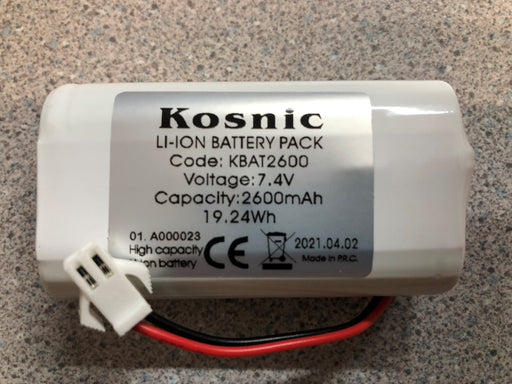 Kosnic
LI-ION BATTERY PACK
Code: KBAT2600
Voltage:7.4V
Capacity:2600mAh
19.24Wh
01. A000023
High capacity
battery
CE
2021.04.02
Made in P.R.C.